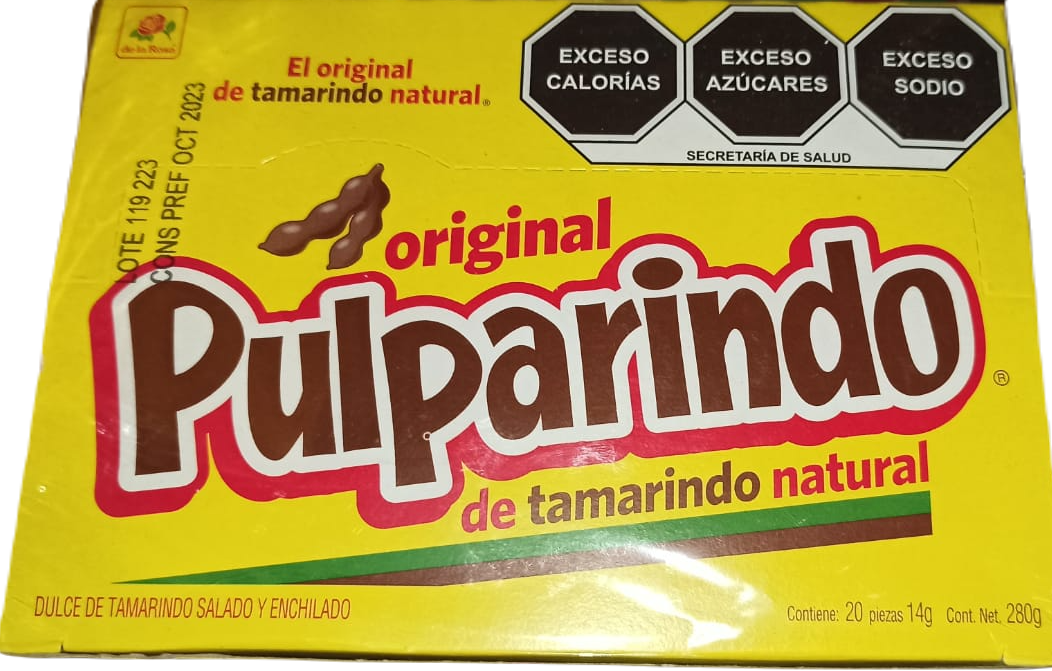 de la Rosa
El original
de tamarindo natural®
EXCESO
CALORÍAS
EXCESO
AZÚCARES
EXCESO
SODIO
SECRETARÍA DE SALUD
LOTE 119 223
CONS PREF OCT 2023
original
Pulparindo®
de tamarindo natural
DULCE DE TAMARINDO SALADO Y ENCHILADO
Contiene: 20 piezas 14g Cont. Net. 280g